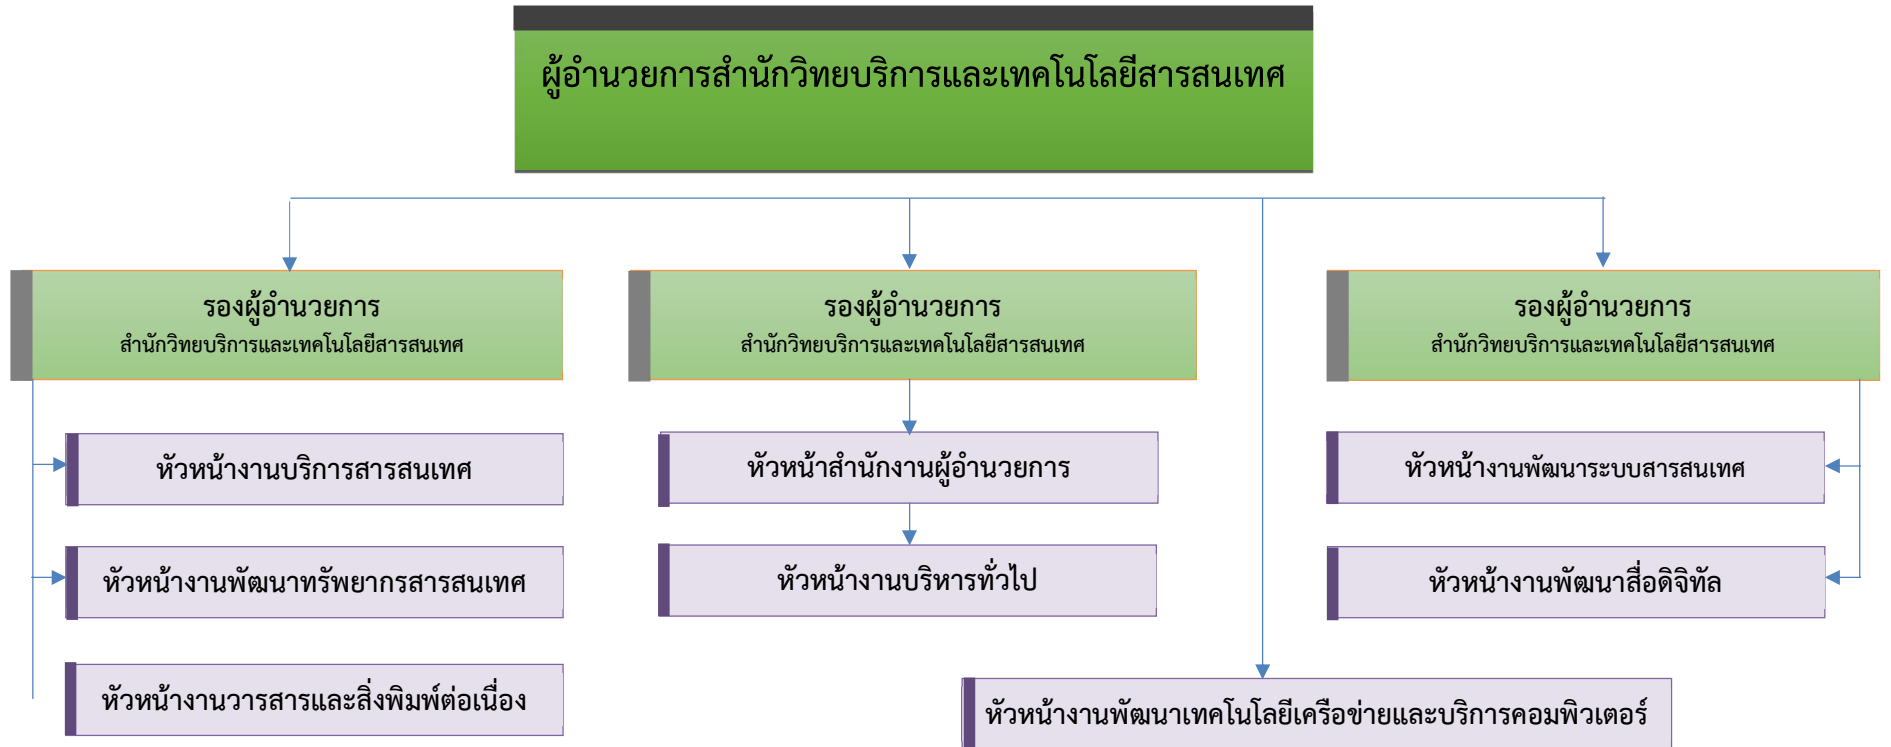 ผู้อำนวยการสำนักวิทยบริการและเทคโนโลยีสารสนเทศ
รองผู้อำนวยการ
สำนักวิทยบริการและเทคโนโลยีสารสนเทศ
รองผู้อำนวยการ
สำนักวิทยบริการและเทคโนโลยีสารสนเทศ
รองผู้อำนวยการ
สำนักวิทยบริการและเทคโนโลยีสารสนเทศ
หัวหน้างานบริการสารสนเทศ
หัวหน้าสำนักงานผู้อำนวยการ
หัวหน้างานพัฒนาระบบสารสนเทศ
หัวหน้างานพัฒนาทรัพยากรสารสนเทศ
หัวหน้างานบริหารทั่วไป
หัวหน้างานพัฒนาสื่อดิจิทัล
หัวหน้างานวารสารและสิ่งพิมพ์ต่อเนื่อง
หัวหน้างานพัฒนาเทคโนโลยีเครือข่ายและบริการคอมพิวเตอร์